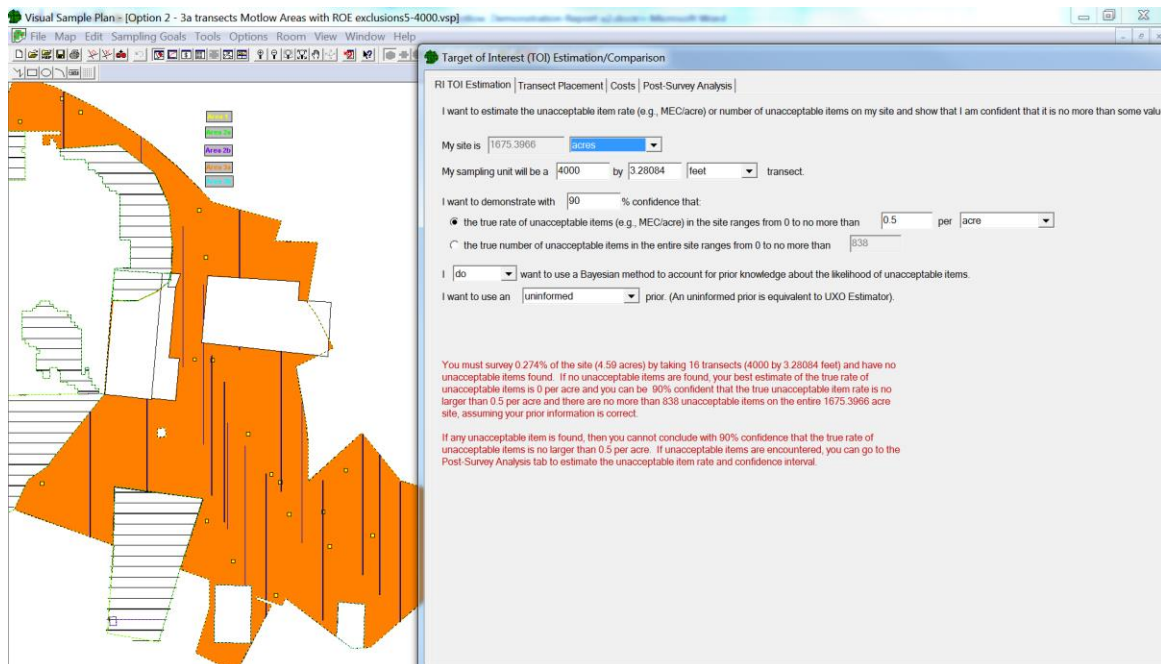 Visual Sample Plan - [Option 2 - 3a transects Motlow Areas with ROE exclusions5-4000.vsp]
File Map Edit Sampling Goals Tools Options Room View Window Help
Area 2a
Area 2b
Area 3a
Target of Interest (TOI) Estimation/Comparison
RI TOI Estimation Transect Placement Costs Post-Survey Analysis
I want to estimate the unacceptable item rate (e.g., MEC/acre) or number of unacceptable items on my site and show that I am confident that it is no more than some valu
My site is 1675.3966 acres
My sampling unit will be a 4000 by 3.28084 feet transect.
I want to demonstrate with 90 % confidence that:
the true rate of unacceptable items (e.g., MEC/acre) in the site ranges from 0 to no more than 0.5 per acre
the true number of unacceptable items in the entire site ranges from 0 to no more than 838
I do want to use a Bayesian method to account for prior knowledge about the likelihood of unacceptable items.
I want to use an uninformed prior. (An uninformed prior is equivalent to UXO Estimator).
You must survey 0.274% of the site (4.59 acres) by taking 16 transects (4000 by 3.28084 feet) and have no
unacceptable items found. If no unacceptable items are found, your best estimate of the true rate of
unacceptable items is 0 per acre and you can be 90% confident that the true unacceptable item rate is no
larger than 0.5 per acre and there are no more than 838 unacceptable items on the entire 1675.3966 acre
site, assuming your prior information is correct.
If any unacceptable item is found, then you cannot conclude with 90% confidence that the true rate of
unacceptable items is no larger than 0.5 per acre. If unacceptable items are encountered, you can go to the
Post-Survey Analysis tab to estimate the unacceptable item rate and confidence interval.